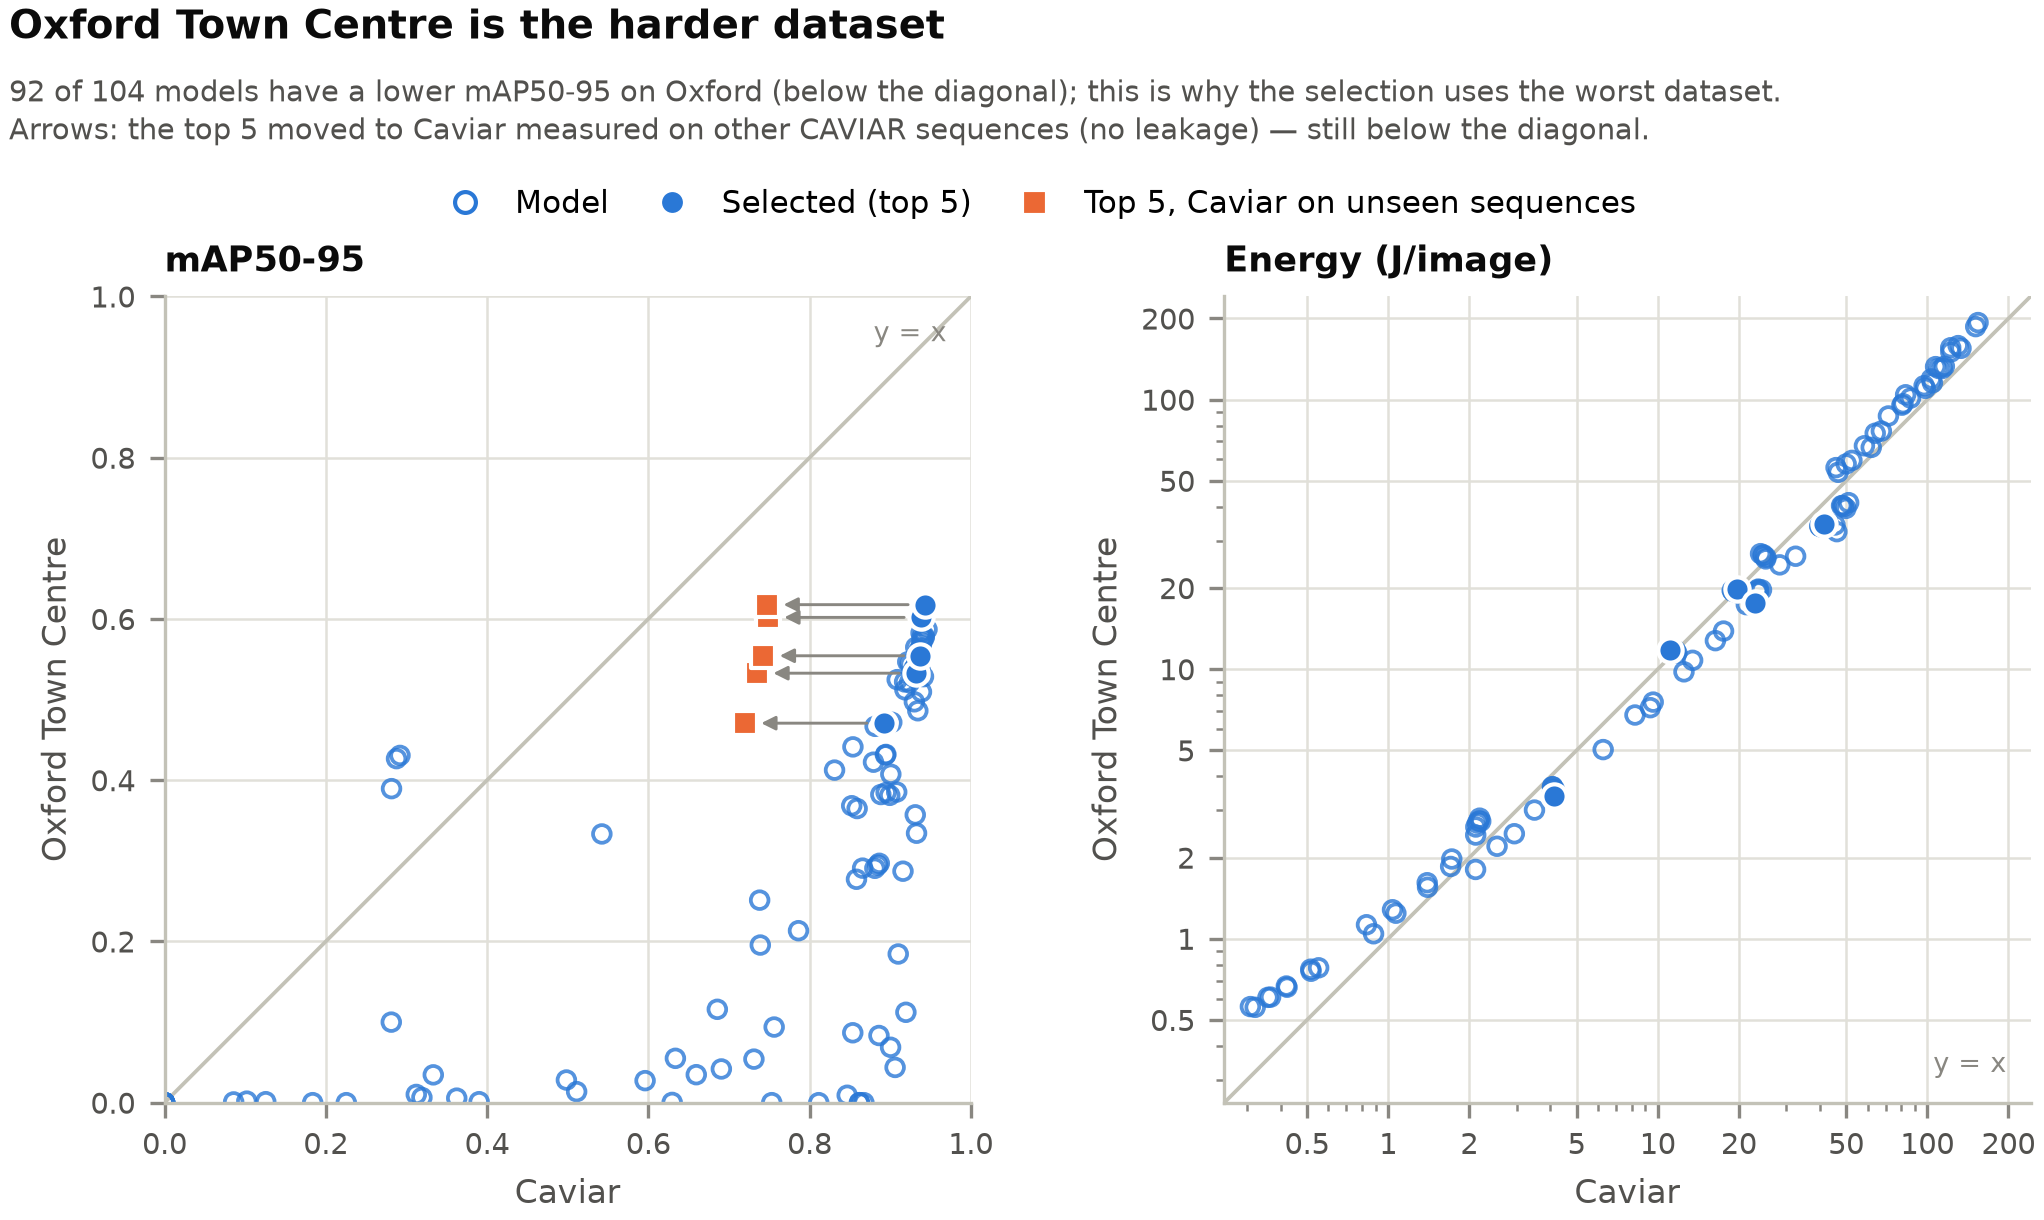 Oxford Town Centre is the harder dataset
92 of 104 models have a lower mAP50-95 on Oxford (below the diagonal); this is why the selection uses the worst dataset.
Arrows: the top 5 moved to Caviar measured on other CAVIAR sequences (no leakage) — still below the diagonal.
Model
Selected (top 5)
Top 5, Caviar on unseen sequences
mAP50-95
1.0
0.8
0.6
0.4
0.2
0.0
Oxford Town Centre
y = x
0.0 0.2 0.4 0.6 0.8 1.0
Caviar
Energy (J/image)
200
100
50
20
10
5
2
1
0.5
Oxford Town Centre
y = x
0.5 1 2 5 10 20 50 100 200
Caviar